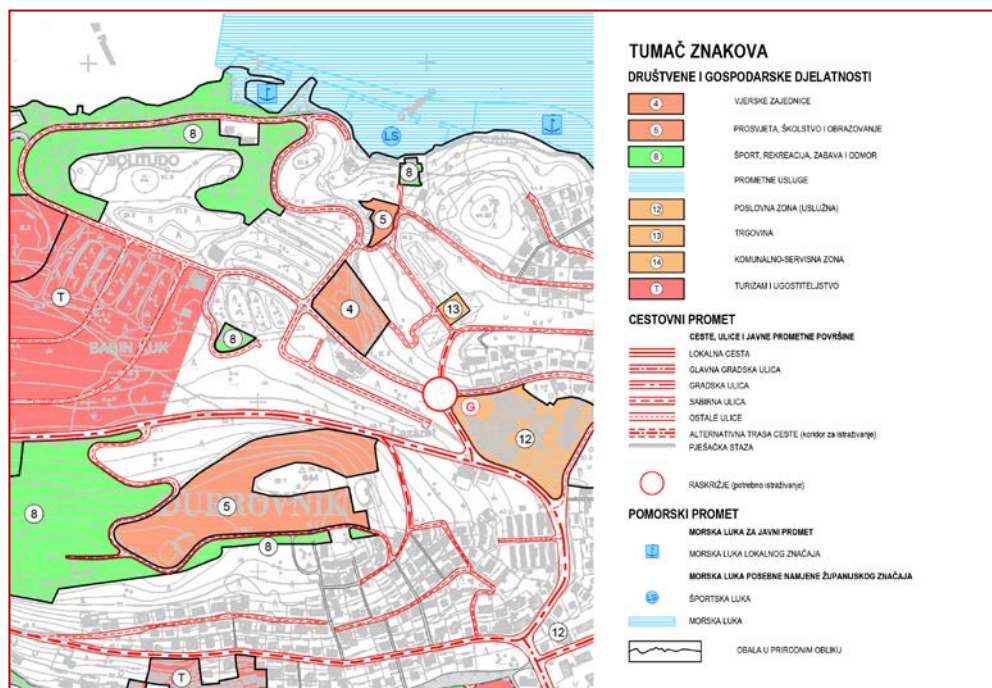 8
SOLITUDO
LS
8
5
T
4
13
8
BABIN KUK
G
12
Lazaret
8
5
DUBROVNIK
8
12
T
TUMAČ ZNAKOVA
DRUŠTVENE I GOSPODARSKE DJELATNOSTI
4 VJERSKE ZAJEDNICE
5 PROSVJETA, ŠKOLSTVO I OBRAZOVANJE
8 ŠPORT, REKREACIJA, ZABAVA I ODMOR
PROMETNE USLUGE
12 POSLOVNA ZONA (USLUŽNA)
13 TRGOVINA
14 KOMUNALNO-SERVISNA ZONA
T TURIZAM I UGOSTITELJSTVO
CESTOVNI PROMET
CESTE, ULICE I JAVNE PROMETNE POVRŠINE
LOKALNA CESTA
GLAVNA GRADSKA ULICA
GRADSKA ULICA
SABIRNA ULICA
OSTALE ULICE
ALTERNATIVNA TRASA CESTE (koridor za istraživanje)
PJEŠAČKA STAZA
RASKRIŽJE (potrebno istraživanje)
POMORSKI PROMET
MORSKA LUKA ZA JAVNI PROMET
MORSKA LUKA LOKALNOG ZNAČAJA
MORSKA LUKA POSEBNE NAMJENE ŽUPANIJSKOG ZNAČAJA
LS ŠPORTSKA LUKA
MORSKA LUKA
OBALA U PRIRODNIM OBLIKU